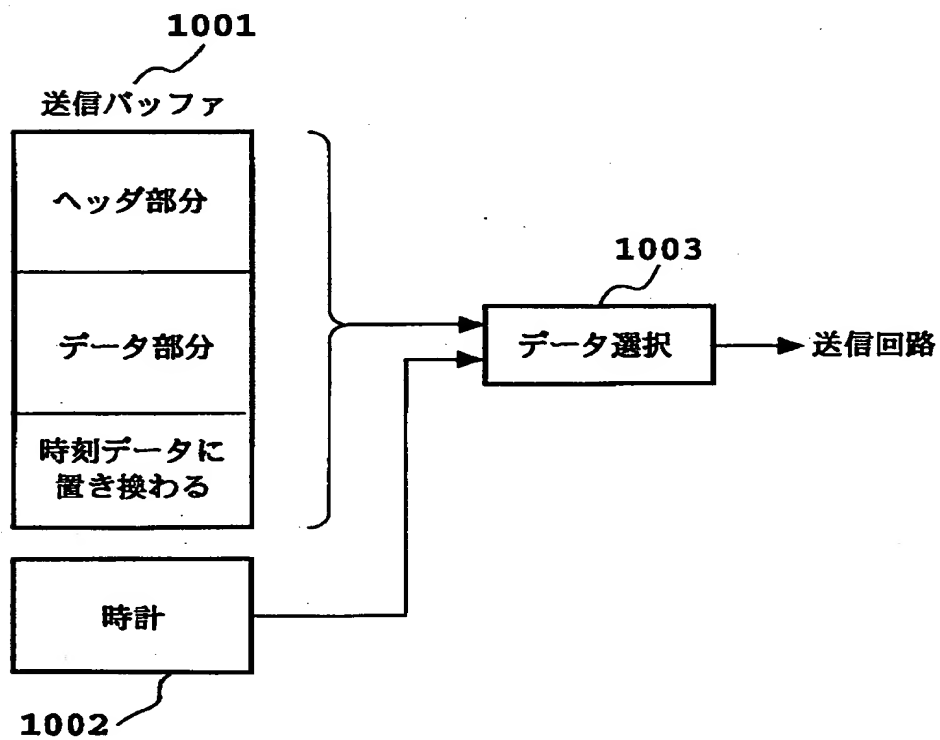 1001
送信バッファ
ヘッダ部分
データ部分
時刻データに
置き換わる
1003
データ選択
送信回路
時計
1002